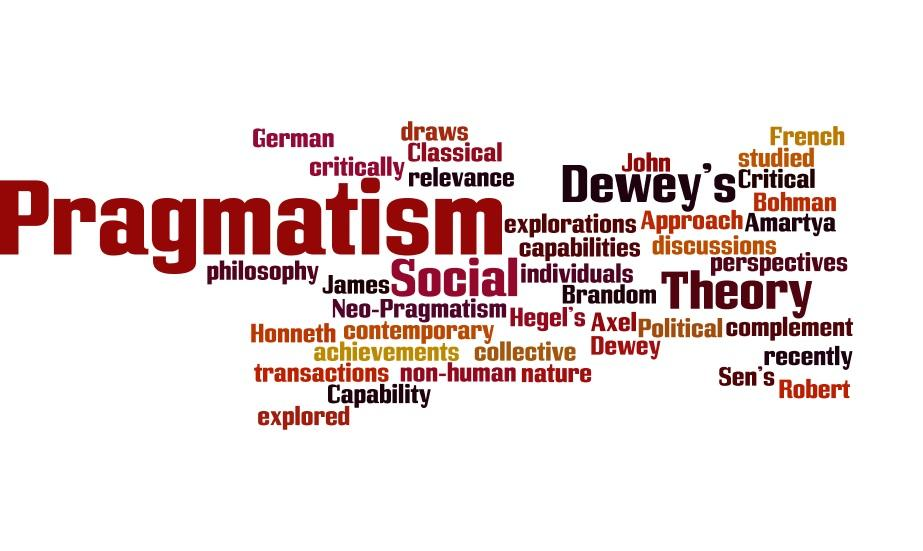 German
draws
French
critically
Classical
John
studied
relevance
Dewey's
Critical
Pragmatism
Bohman
explorations
Approach
Amartya
capabilities
discussions
philosophy
James
Social
individuals
perspectives
Brandom
Theory
Neo-Pragmatism
Hegel's
Axel
Political
complement
Honneth
contemporary
achievements
collective
Dewey
recently
transactions
non-human
nature
Sen's
Robert
Capability
explored